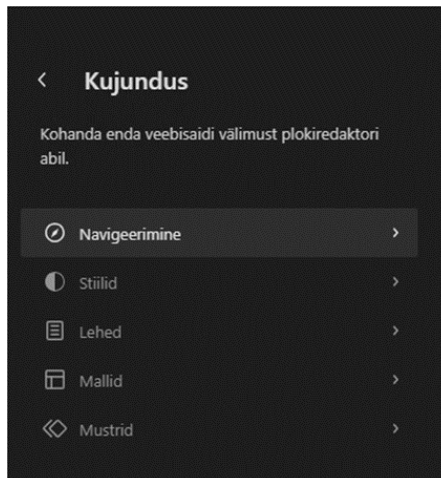 Kujundus
Kohanda enda veebisaidi välimust plokiredaktori
abil.
Navigeerimine
Stiilid
Lehed
Mallid
Mustrid